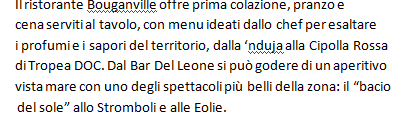 Il ristorante Bouganville offre prima colazione, pranzo e
cena serviti al tavolo, con menu ideati dallo chef per esaltare
i profumi e i sapori del territorio, dalla ‘nduja alla Cipolla Rossa
di Tropea DOC. Dal Bar Del Leone si può godere di un aperitivo
vista mare con uno degli spettacoli più belli della zona: il “bacio
del sole” allo Stromboli e alle Eolie.